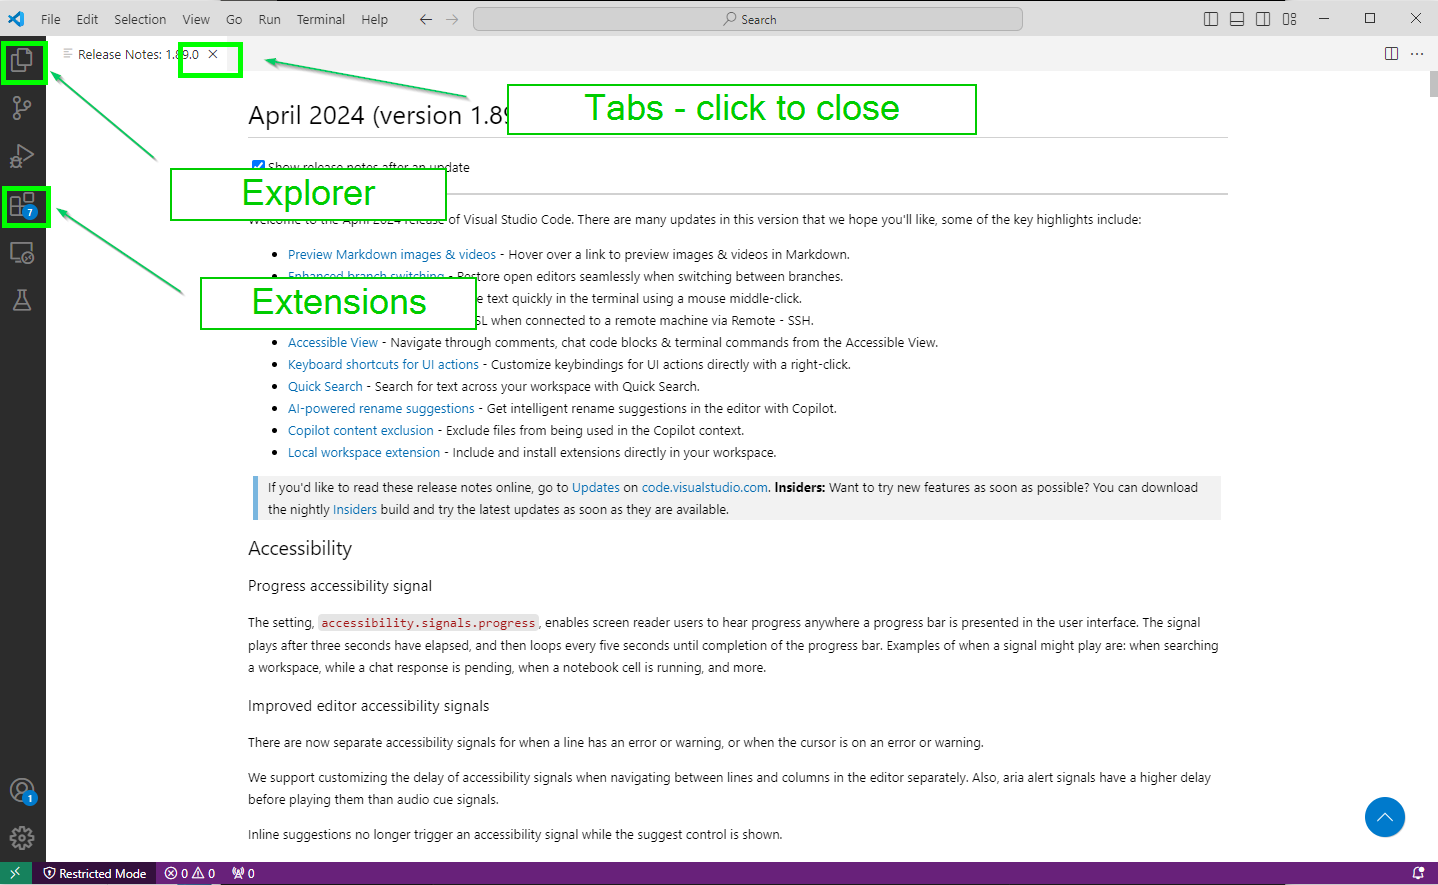 File Edit Selection View Go Run Terminal Help Search
Release Notes: 1.89.0
Tabs - click to close
April 2024 (version 1.89
Show release notes after an update
Explorer
Welcome to the April 2024 release of Visual Studio Code. There are many updates in this version that we hope you'll like, some of the key highlights include:
Preview Markdown images & videos - Hover over a link to preview images & videos in Markdown.
7
Enhanced branch switching - Restore open editors seamlessly when switching between branches.
Extensions
text quickly in the terminal using a mouse middle-click.
when connected to a remote machine via Remote - SSH.
Accessible View - Navigate through comments, chat code blocks & terminal commands from the Accessible View.
Keyboard shortcuts for UI actions - Customize keybindings for UI actions directly with a right-click.
Quick Search - Search for text across your workspace with Quick Search.
AI-powered rename suggestions - Get intelligent rename suggestions in the editor with Copilot.
Copilot content exclusion - Exclude files from being used in the Copilot context.
Local workspace extension - Include and install extensions directly in your workspace.
If you'd like to read these release notes online, go to Updates on code.visualstudio.com. Insiders: Want to try new features as soon as possible? You can download
the nightly Insiders build and try the latest updates as soon as they are available.
Accessibility
Progress accessibility signal
The setting, accessibility.signals.progress, enables screen reader users to hear progress anywhere a progress bar is presented in the user interface. The signal
plays after three seconds have elapsed, and then loops every five seconds until completion of the progress bar. Examples of when a signal might play are: when searching
a workspace, while a chat response is pending, when a notebook cell is running, and more.
Improved editor accessibility signals
There are now separate accessibility signals for when a line has an error or warning, or when the cursor is on an error or warning.
We support customizing the delay of accessibility signals when navigating between lines and columns in the editor separately. Also, aria alert signals have a higher delay
before playing them than audio cue signals.
1
Inline suggestions no longer trigger an accessibility signal while the suggest control is shown.
Restricted Mode 0 0 0